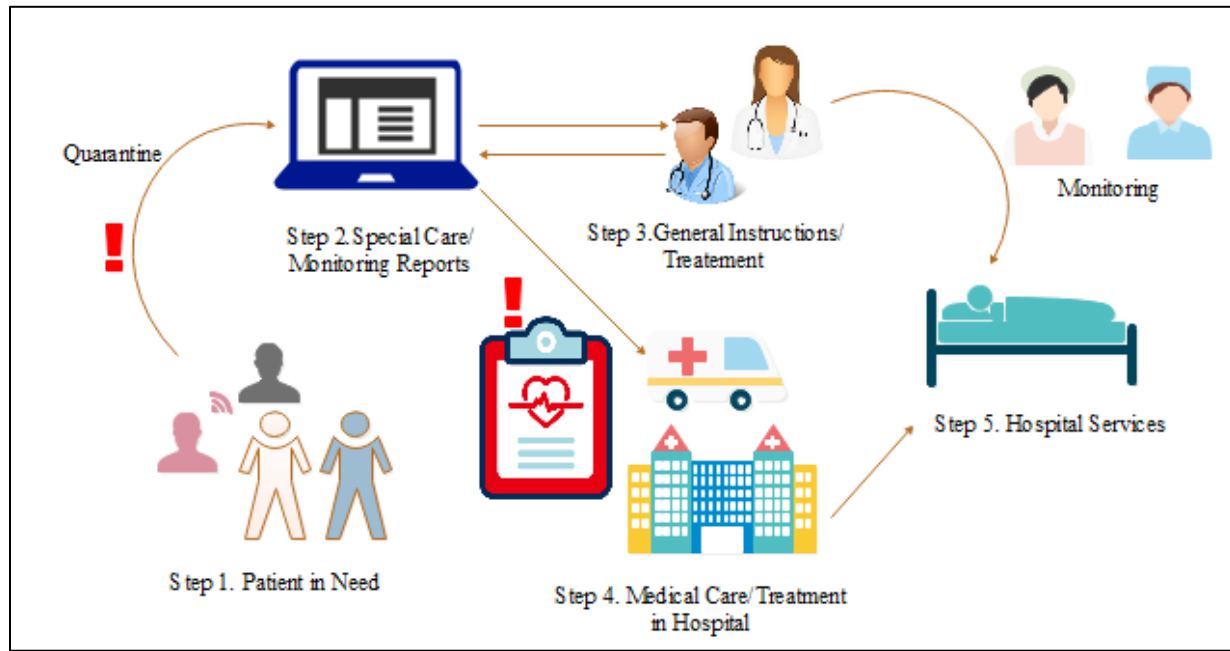 Quarantine
Step 2.Special Care/
Monitoring Reports
Step 3.General Instructions/
Treatement
Monitoring
Step 1. Patient in Need
Step 4. Medical Care/Treatment
in Hospital
Step 5. Hospital Services